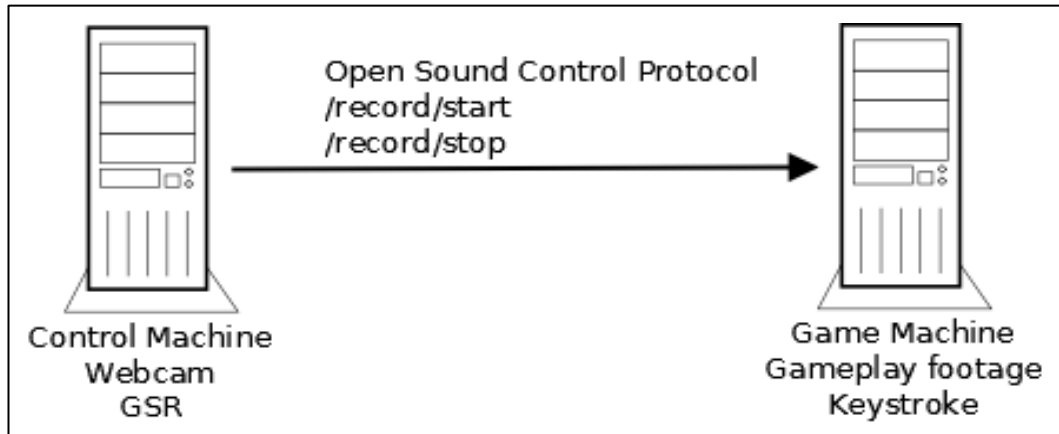 Open Sound Control Protocol
/record/start
/record/stop
Control Machine
Webcam
GSR
Game Machine
Gameplay footage
Keystroke